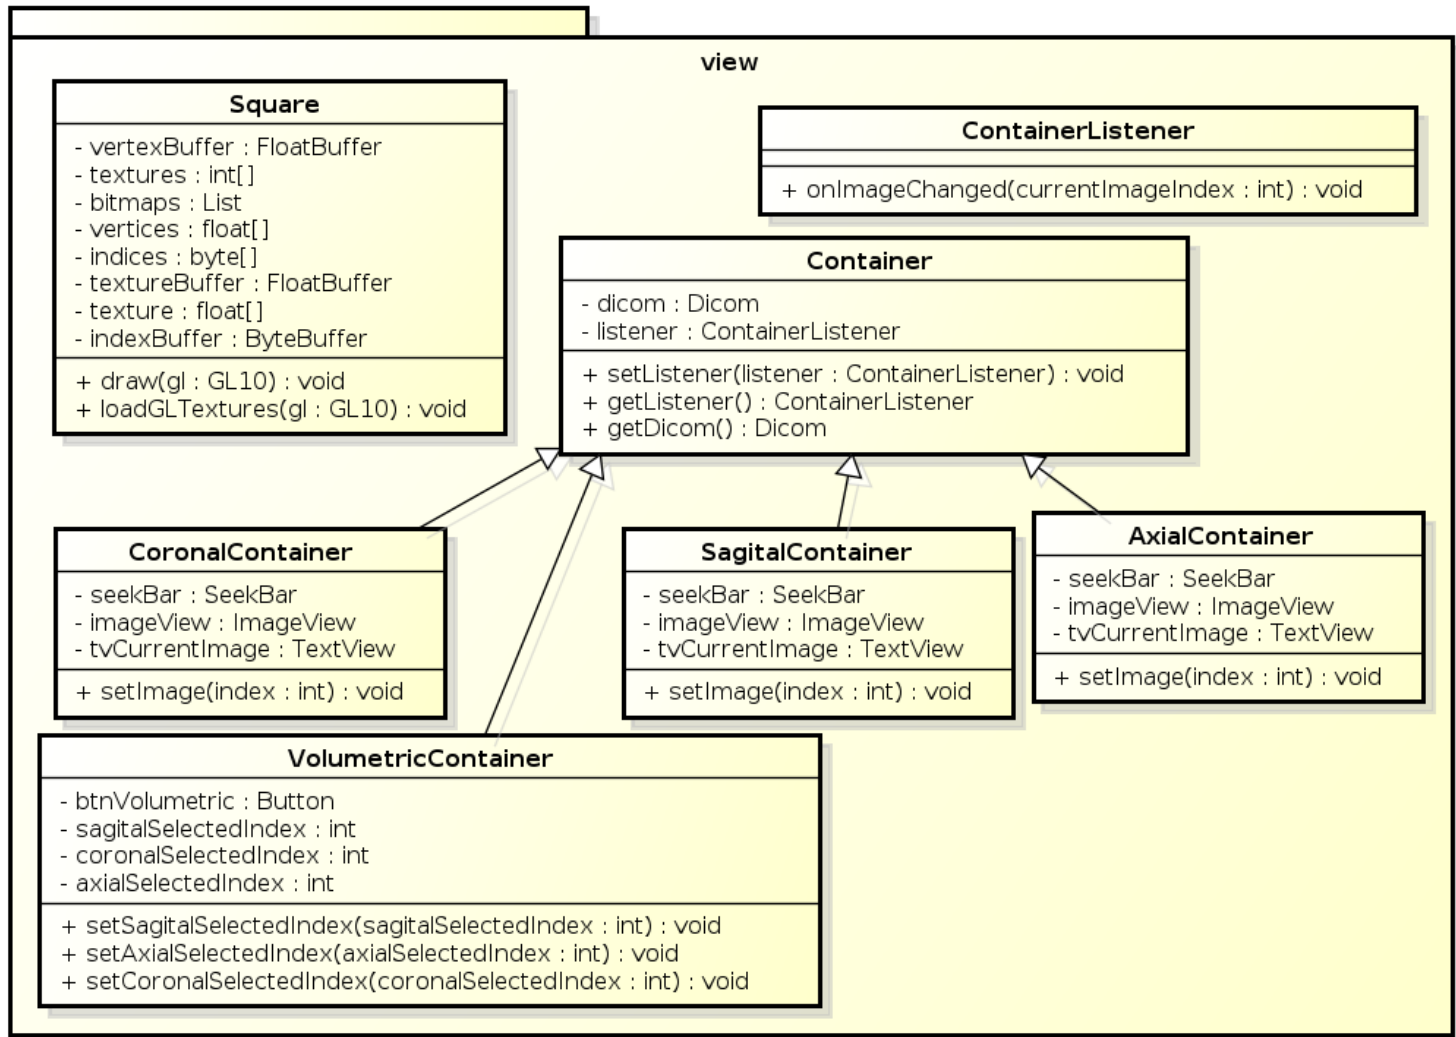 view
Square
- vertexBuffer : FloatBuffer
- textures : int[]
- bitmaps : List
- vertices : float[]
- indices : byte[]
- textureBuffer : FloatBuffer
- texture : float[]
- indexBuffer : ByteBuffer
+ draw(gl : GL10) : void
+ loadGLTextures(gl : GL10) : void
ContainerListener
+ onImageChanged(currentImageIndex : int) : void
Container
- dicom : Dicom
- listener : ContainerListener
+ setListener(listener : ContainerListener) : void
+ getListener() : ContainerListener
+ getDicom() : Dicom
CoronalContainer
- seekBar : SeekBar
- imageView : ImageView
- tvCurrentImage : TextView
+ setImage(index : int) : void
SagitalContainer
- seekBar : SeekBar
- imageView : ImageView
- tvCurrentImage : TextView
+ setImage(index : int) : void
AxialContainer
- seekBar : SeekBar
- imageView : ImageView
- tvCurrentImage : TextView
+ setImage(index : int) : void
VolumetricContainer
- btnVolumetric : Button
- sagitalSelectedIndex : int
- coronalSelectedIndex : int
- axialSelectedIndex : int
+ setSagitalSelectedIndex(sagitalSelectedIndex : int) : void
+ setAxialSelectedIndex(axialSelectedIndex : int) : void
+ setCoronalSelectedIndex(coronalSelectedIndex : int) : void